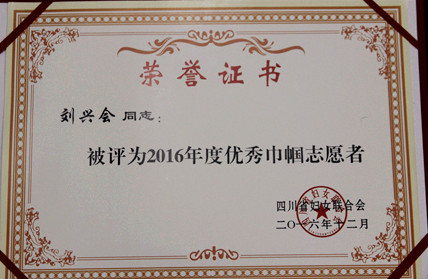 荣誉证书
刘兴会 同志：
被评为2016年度优秀巾帼志愿者
四川省妇女联合会
二〇一六年十二月